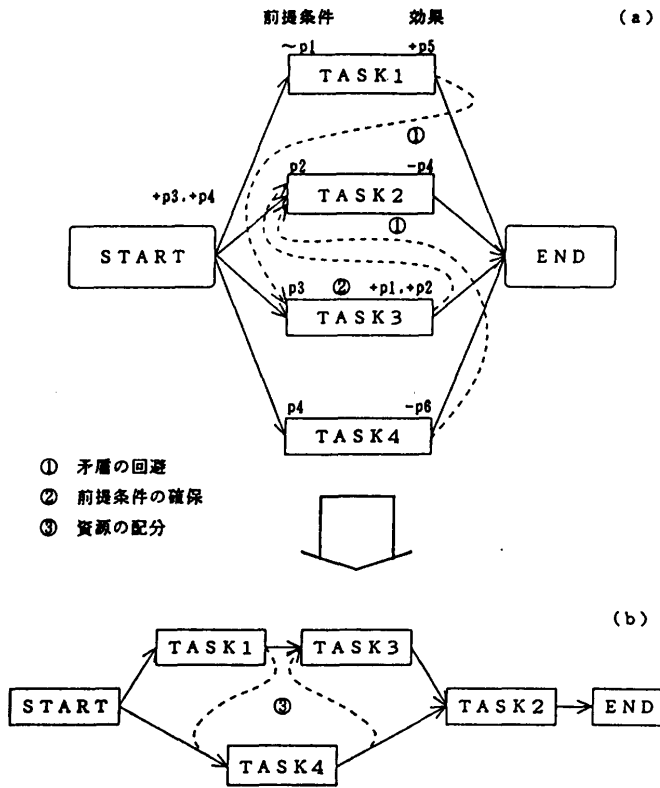 前提条件 効果 (a)
~p1 +p5
TASK1
①
p2 -p4
TASK2
+p3.+p4
①
START
END
p3 ② +p1.+p2
TASK3
p4 -p6
TASK4
① 矛盾の回避
② 前提条件の確保
③ 資源の配分
(b)
TASK1 TASK3
START ③ TASK2 END
TASK4